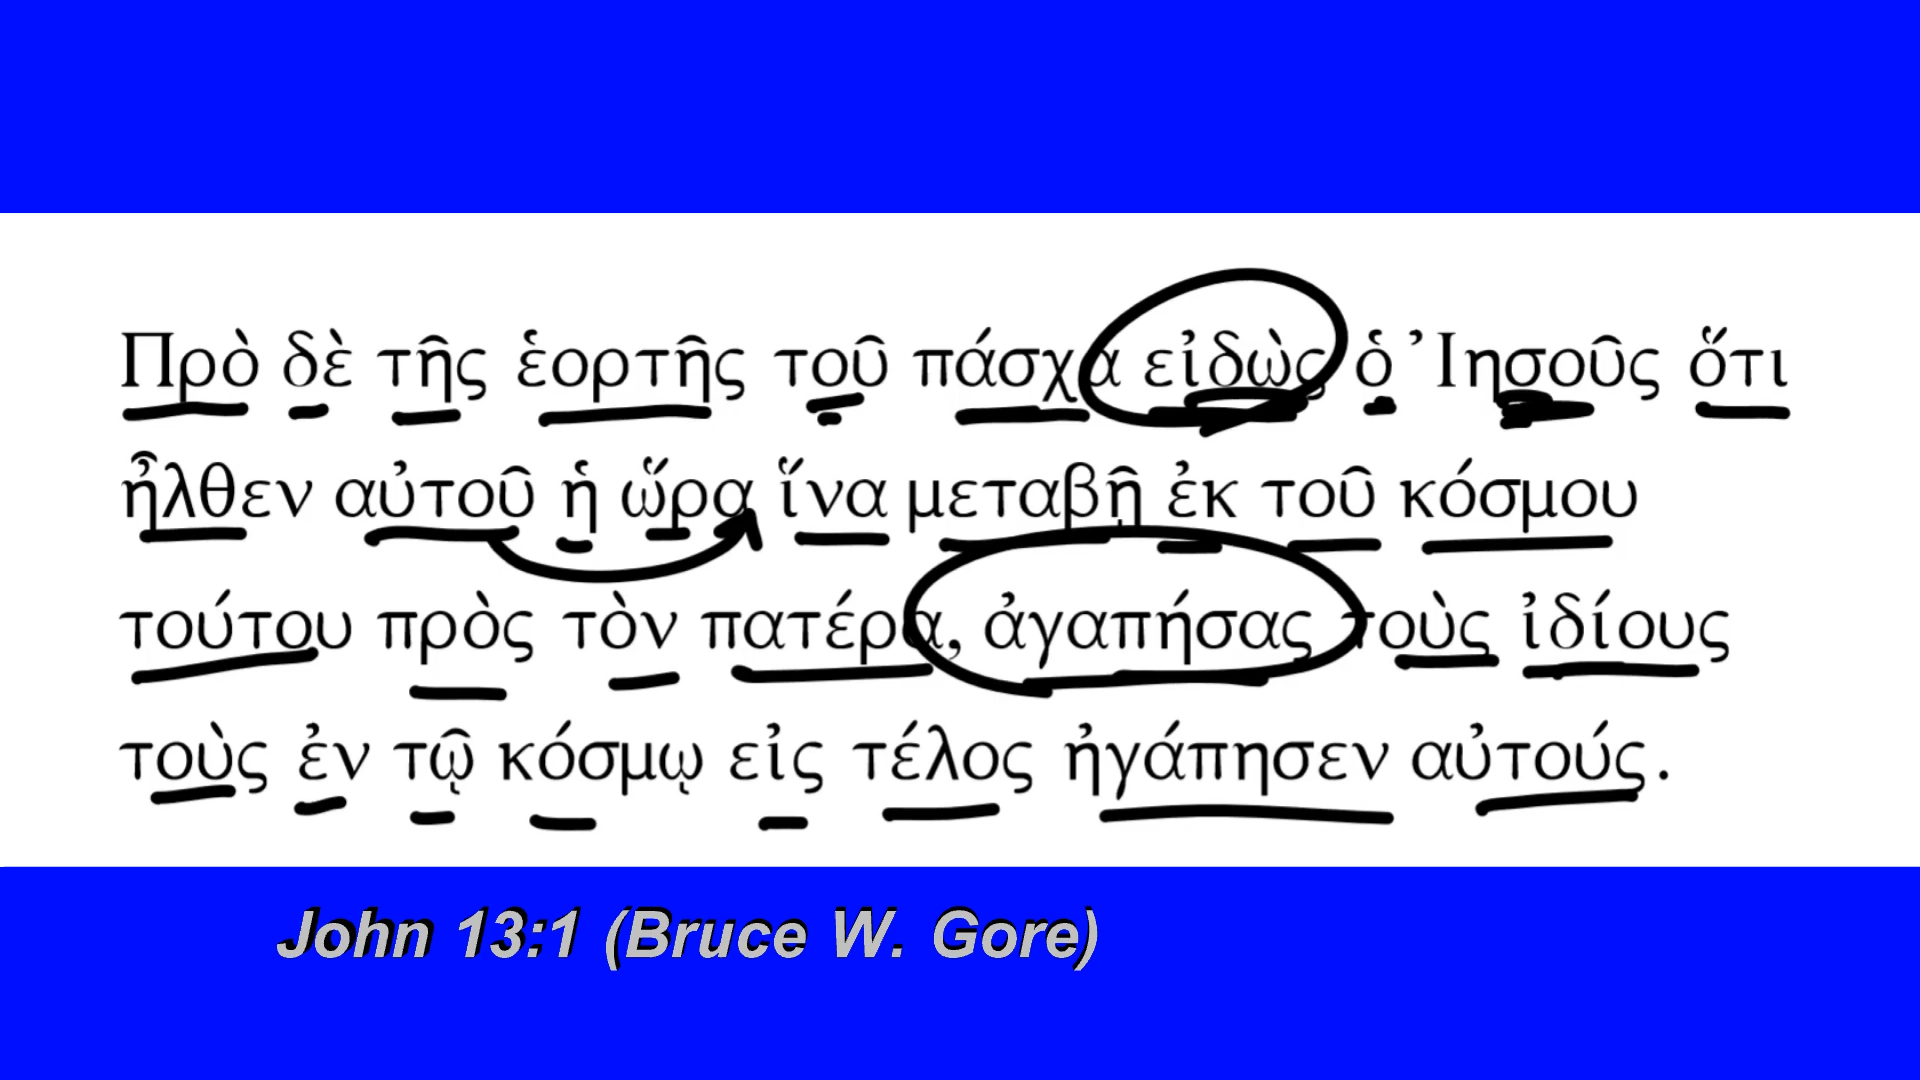 Πρὸ δὲ τῆς ἑορτῆς τοῦ πάσχα εἰδὼς ὁ Ἰησοῦς ὅτι
ἦλθεν αὐτοῦ ἡ ὥρα ἵνα μεταβῇ ἐκ τοῦ κόσμου
τούτου πρὸς τὸν πατέρα, ἀγαπήσας τοὺς ἰδίους
τοὺς ἐν τῷ κόσμῳ εἰς τέλος ἠγάπησεν αὐτούς.
John 13:1 (Bruce W. Gore)